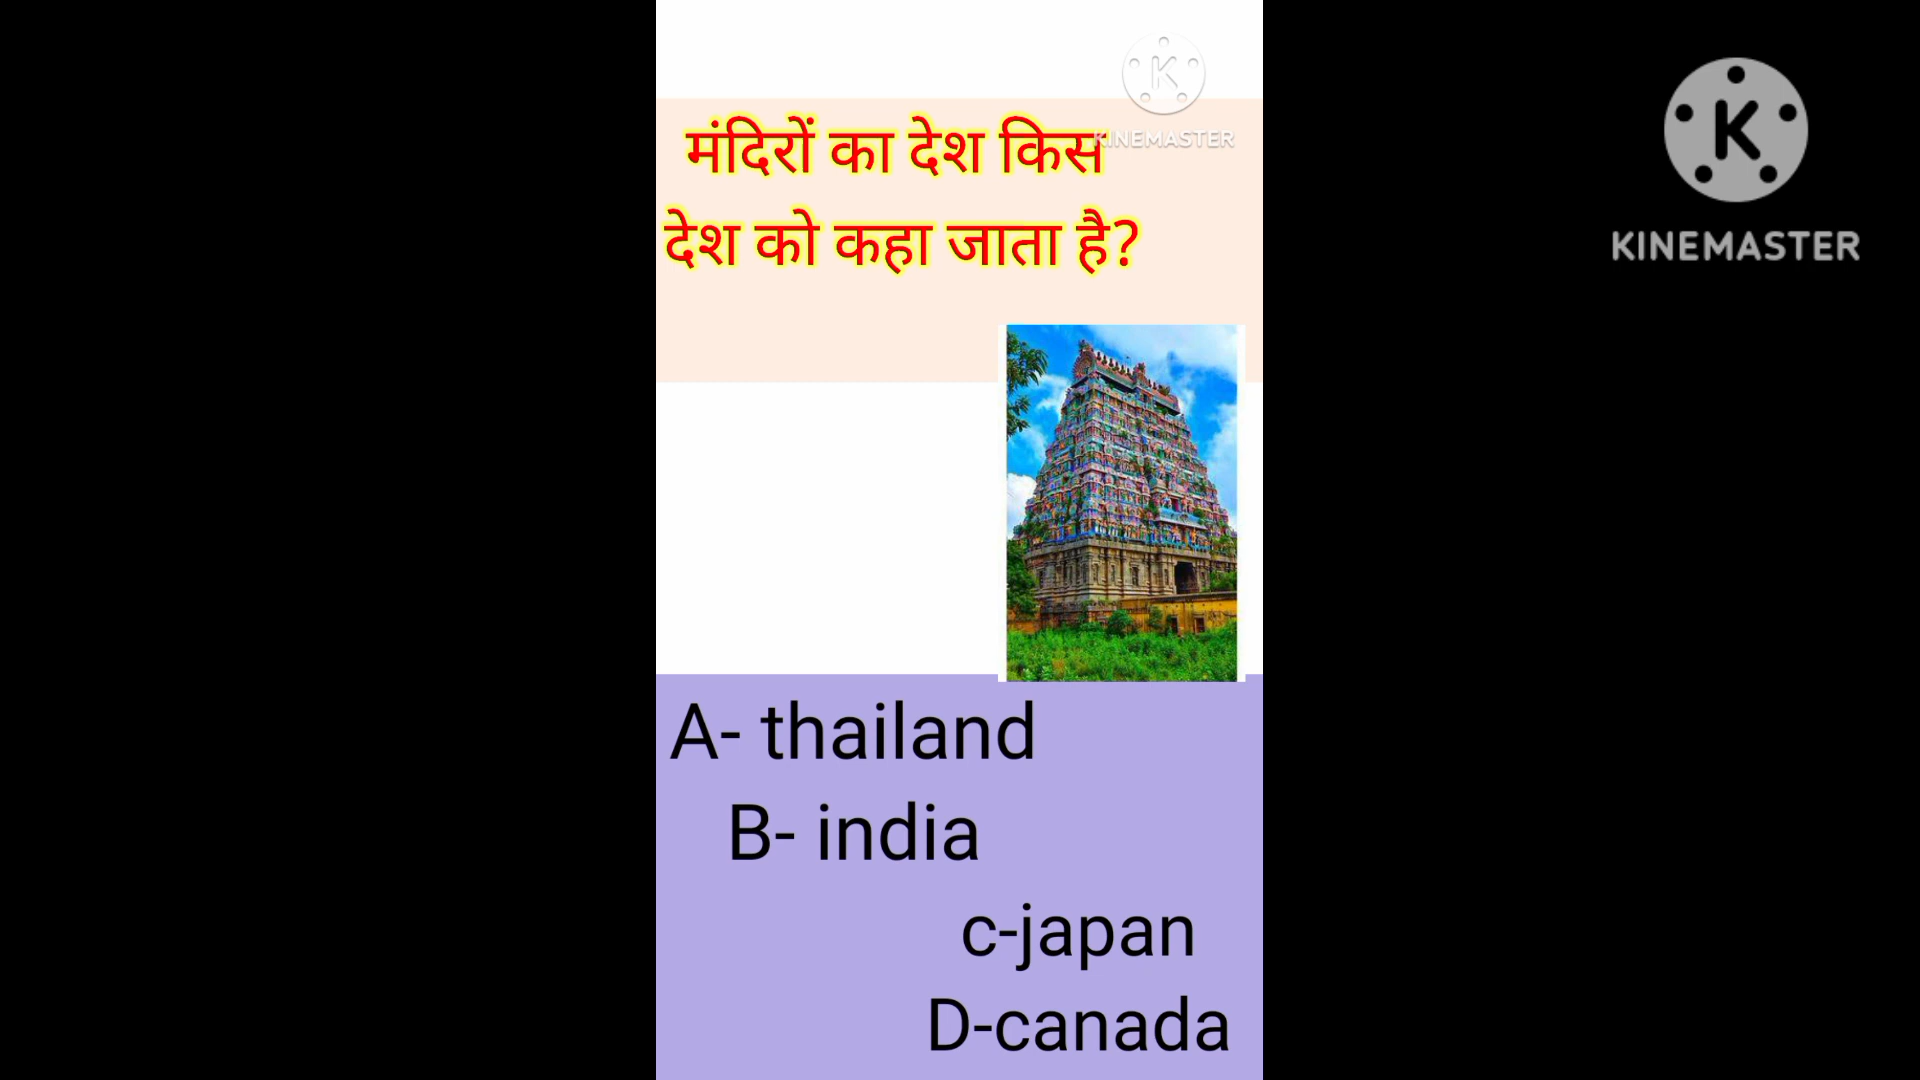 मंदिरों का देश किस
देश को कहा जाता है?
A- thailand
B- india
c-japan
D-canada
K
KINEMASTER
K
KINEMASTER